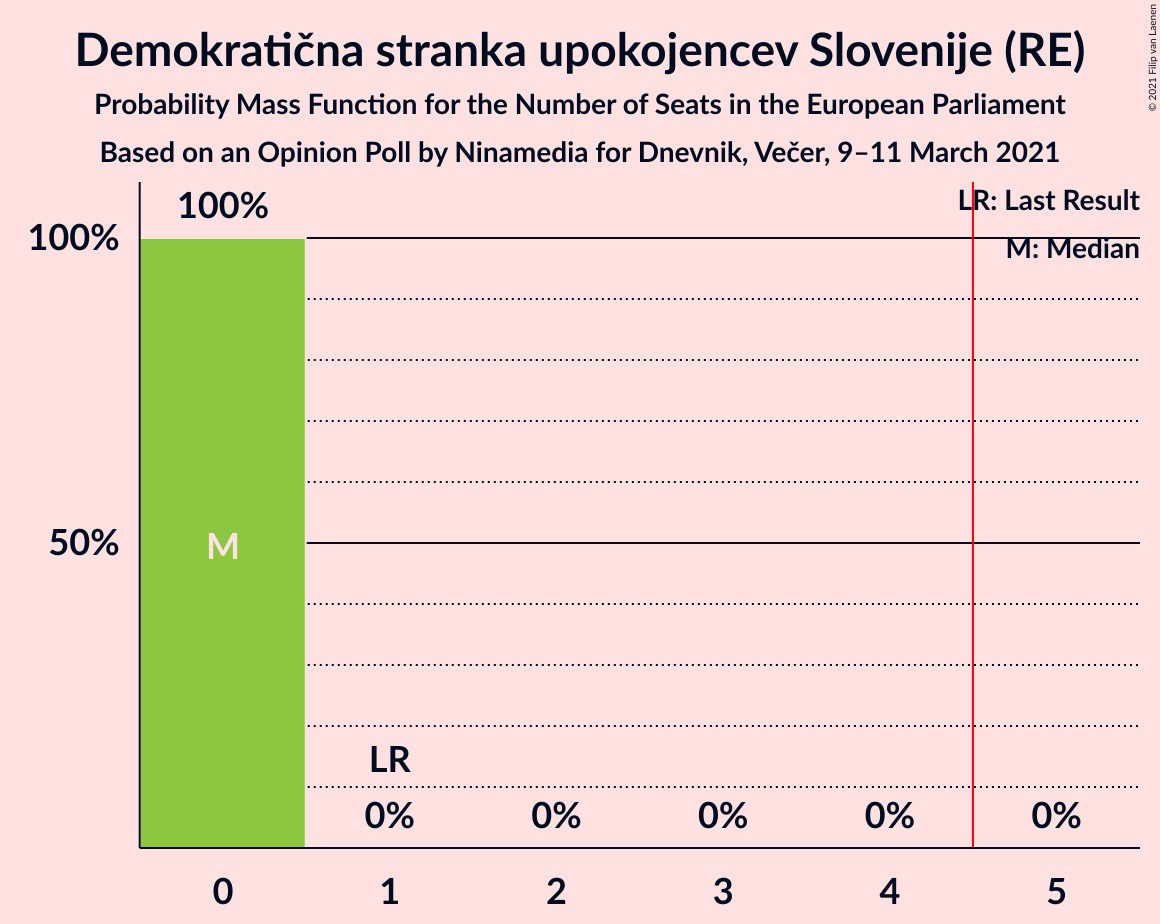 Demokratična stranka upokojencev Slovenije (RE)
Probability Mass Function for the Number of Seats in the European Parliament
Based on an Opinion Poll by Ninamedia for Dnevnik, Večer, 9–11 March 2021
© 2021 Filip van Laenen
LR: Last Result
M: Median
100%
100%
50%
M
LR
0% 0% 0% 0% 0%
0 1 2 3 4 5